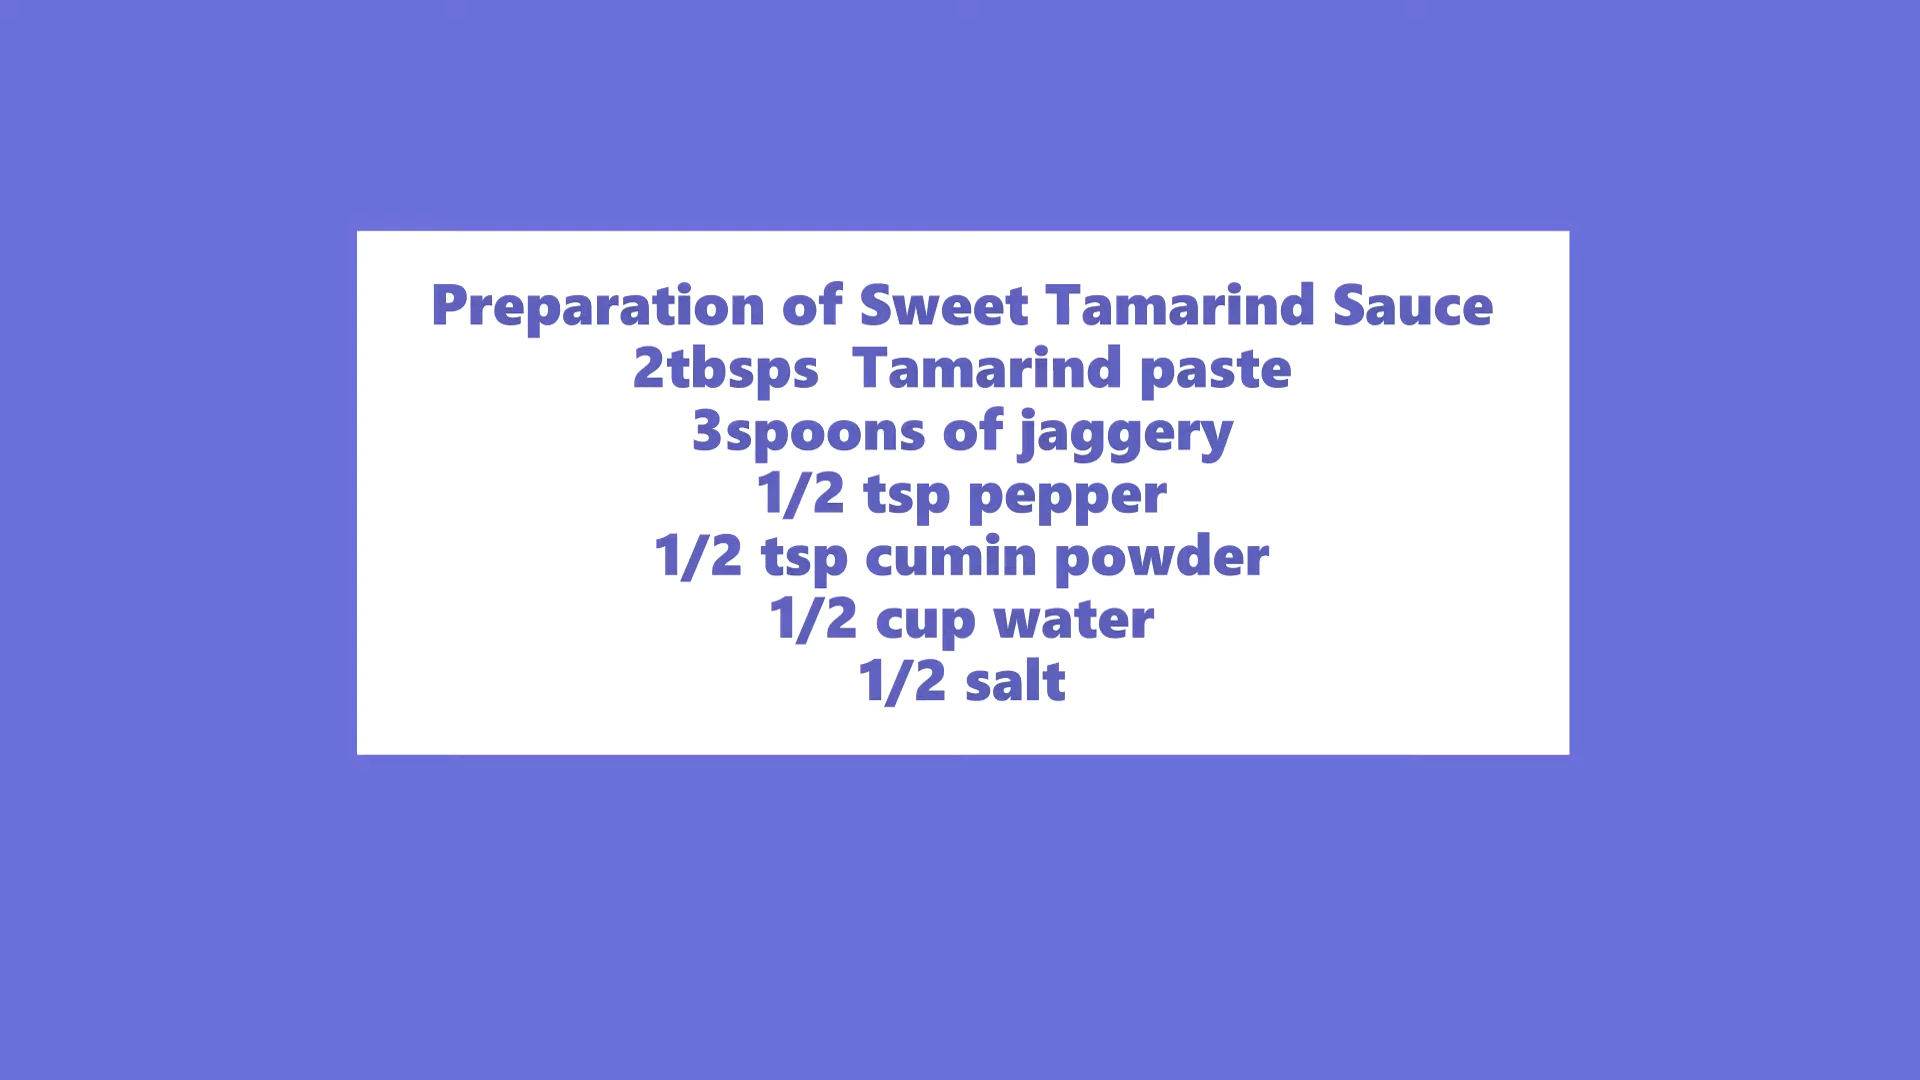 Preparation of Sweet Tamarind Sauce
2tbsps  Tamarind paste
3spoons of jaggery
1/2 tsp pepper
1/2 tsp cumin powder
1/2 cup water
1/2 salt